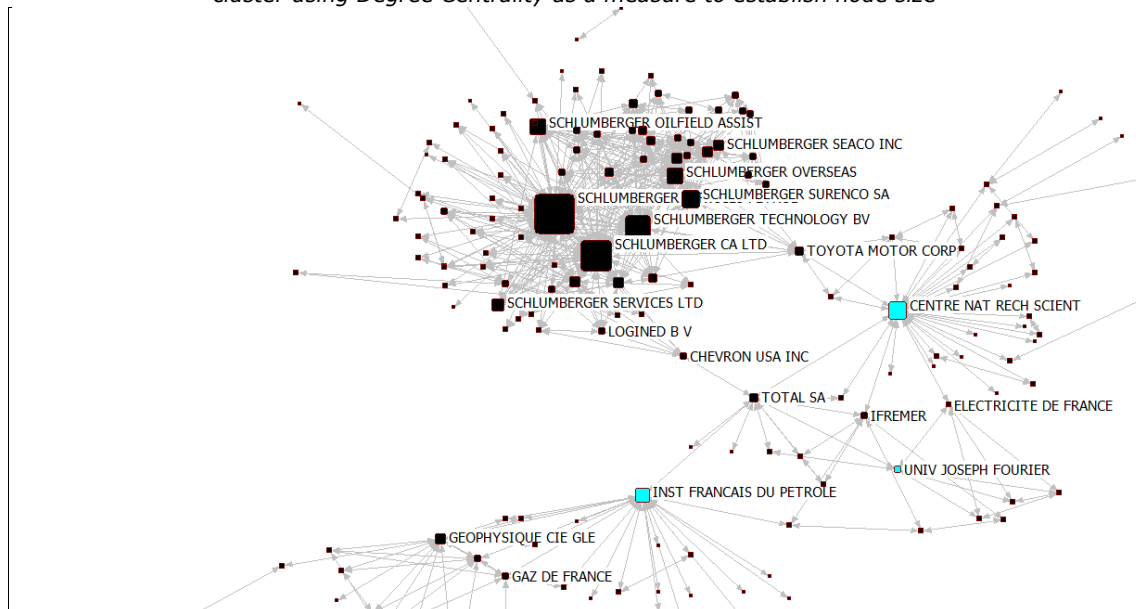 cluster using Degree Centrality as a measure to establish node size
SCHLUMBERGER OILFIELD ASSIST
SCHLUMBERGER SEACO INC
SCHLUMBERGER OVERSEAS
SCHLUMBERGER
SCHLUMBERGER SURENCO SA
SCHLUMBERGER TECHNOLOGY BV
SCHLUMBERGER CA LTD
TOYOTA MOTOR CORP
SCHLUMBERGER SERVICES LTD
CENTRE NAT RECH SCIENT
LOGINED B V
CHEVRON USA INC
TOTAL SA
IFREMER
ELECTRICITE DE FRANCE
UNIV JOSEPH FOURIER
INST FRANCAIS DU PETROLE
GEOPHYSIQUE CIE GLE
GAZ DE FRANCE